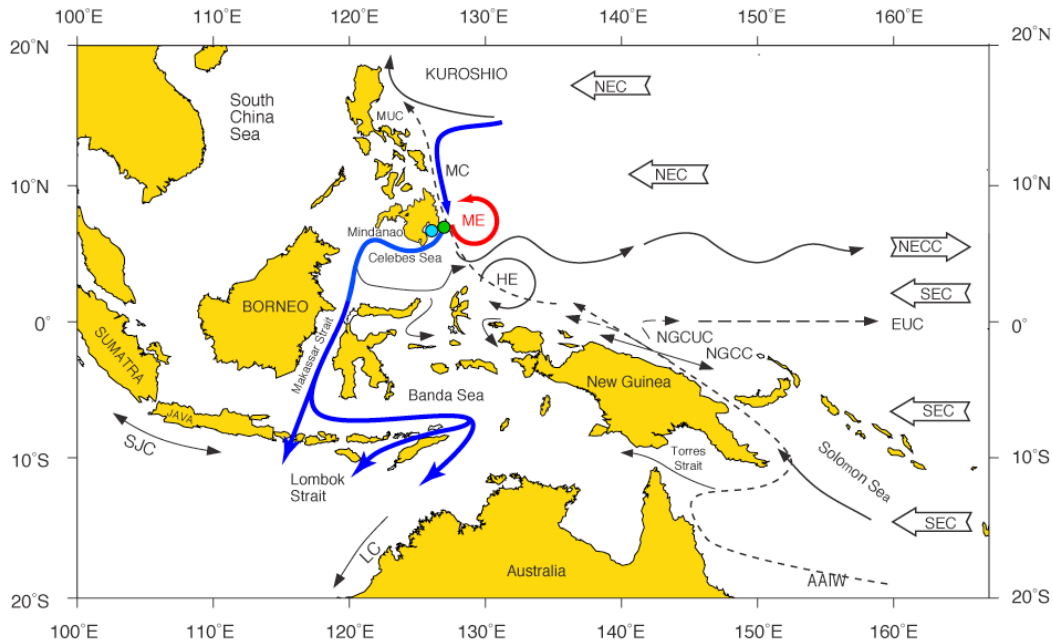 100°E 110°E 120°E 130°E 140°E 150°E 160°E
20°N 20°N
KUROSHIO
NEC
South
China
Sea
MUC
MC
NEC
10°N 10°N
ME
Mindanao
Celebes Sea
NECC
HE
SEC
BORNEO
0° 0°
EUC
SUMATRA
Makassar Strait
NGCUC
NGCC
New Guinea
Banda Sea
JAVA
SEC
SJC
Torres
Strait
Solomon Sea
10°S 10°S
Lombok
Strait
SEC
LC
Australia
AAIW
20°S 20°S
100°E 110°E 120°E 130°E 140°E 150°E 160°E